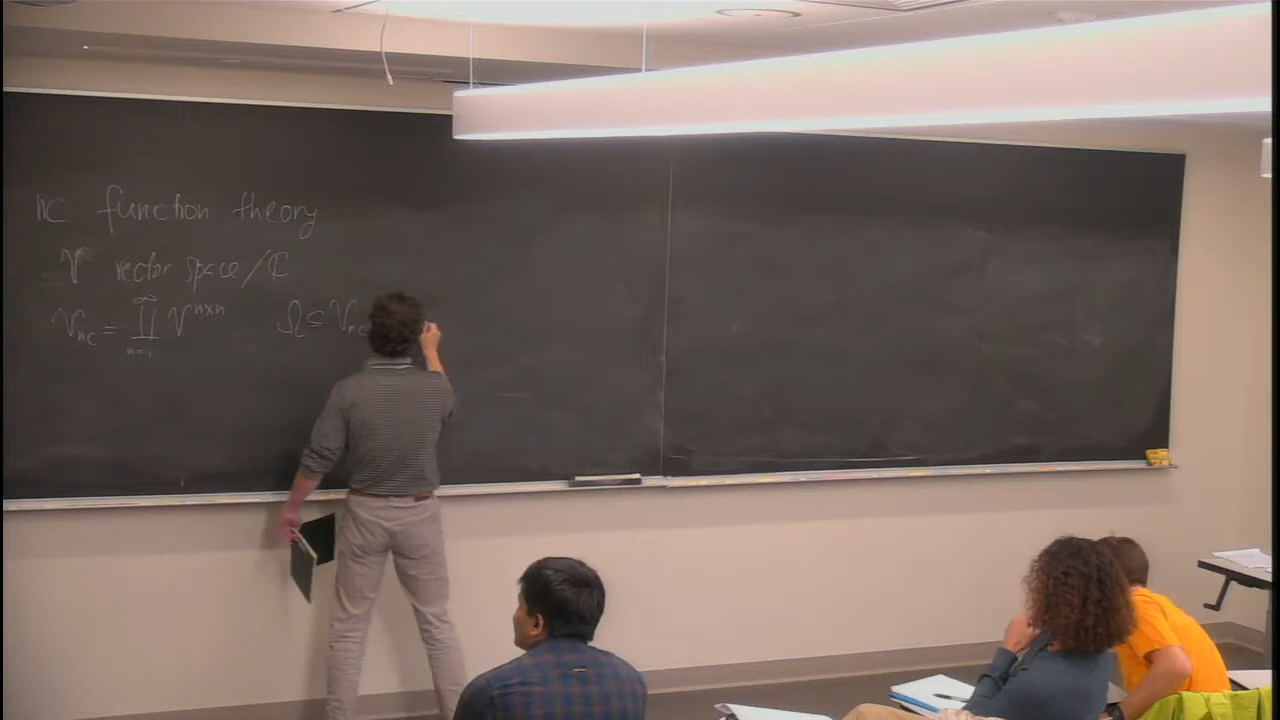 nc function theory
𝒱 vector space / ℂ
𝒱_nc = ∐_{n=1}^∞ 𝒱^{n×n} Ω ⊆ 𝒱_nc